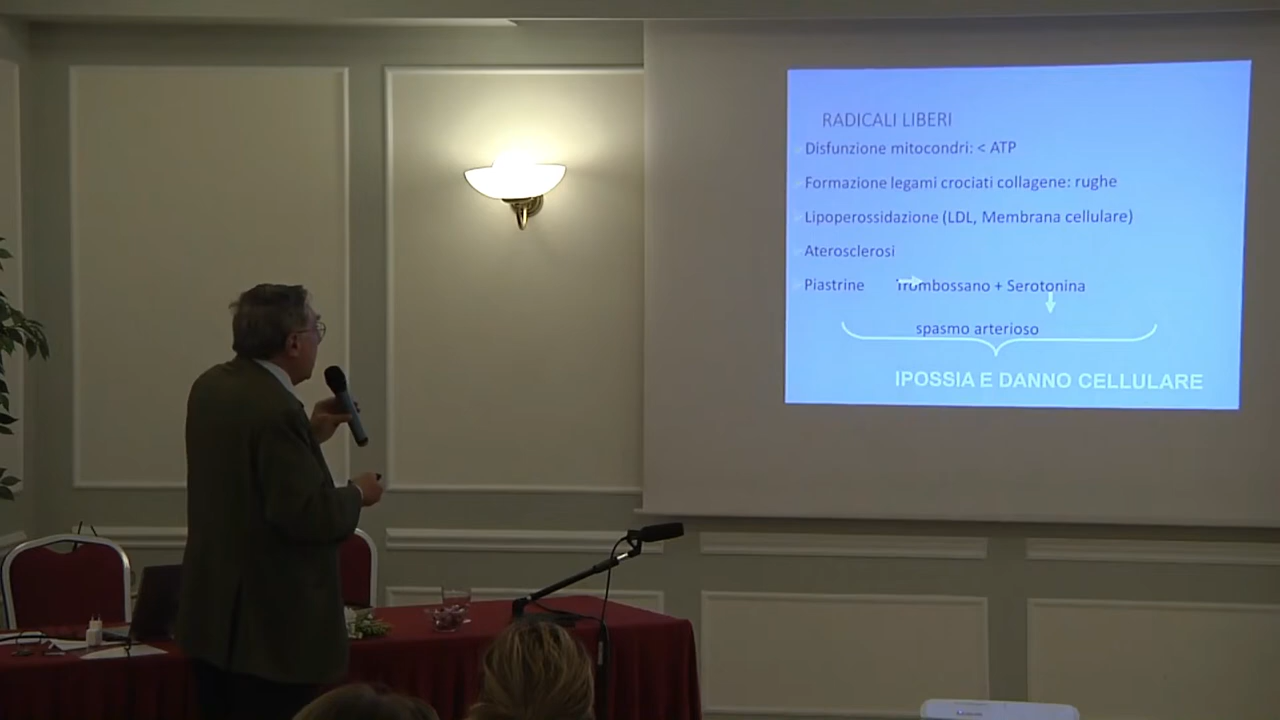 RADICALI LIBERI
Disfunzione mitocondri: < ATP
Formazione legami crociati collagene: rughe
Lipoperossidazione (LDL, Membrana cellulare)
Aterosclerosi
Piastrine Trombossano + Serotonina
spasmo arterioso
IPOSSIA E DANNO CELLULARE